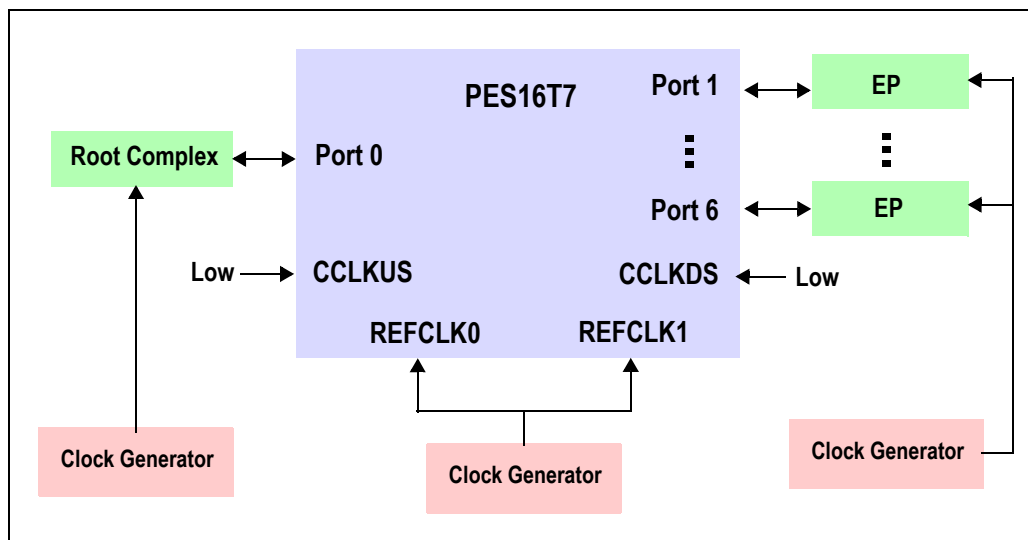 PES16T7
Port 1
EP
Root Complex
Port 0
Port 6
EP
Low
CCLKUS
CCLKDS
Low
REFCLK0
REFCLK1
Clock Generator
Clock Generator
Clock Generator